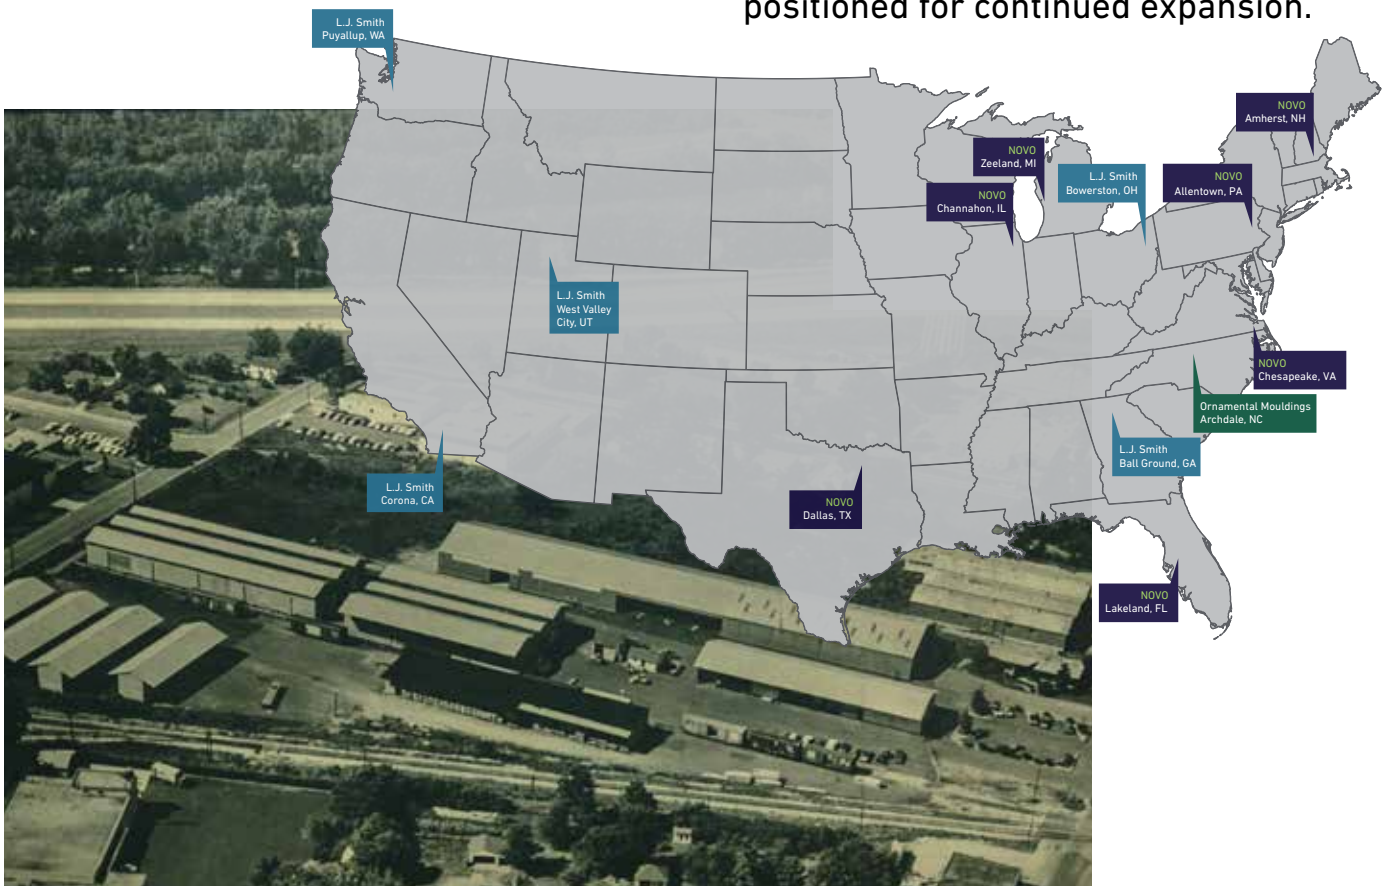 positioned for continued expansion.
L.J. Smith
Puyallup, WA
NOVO
Amherst, NH
NOVO
Zeeland, MI
L.J. Smith
Bowerston, OH
NOVO
Allentown, PA
NOVO
Channahon, IL
L.J. Smith
West Valley
City, UT
NOVO
Chesapeake, VA
Ornamental Mouldings
Archdale, NC
L.J. Smith
Ball Ground, GA
L.J. Smith
Corona, CA
NOVO
Dallas, TX
NOVO
Lakeland, FL